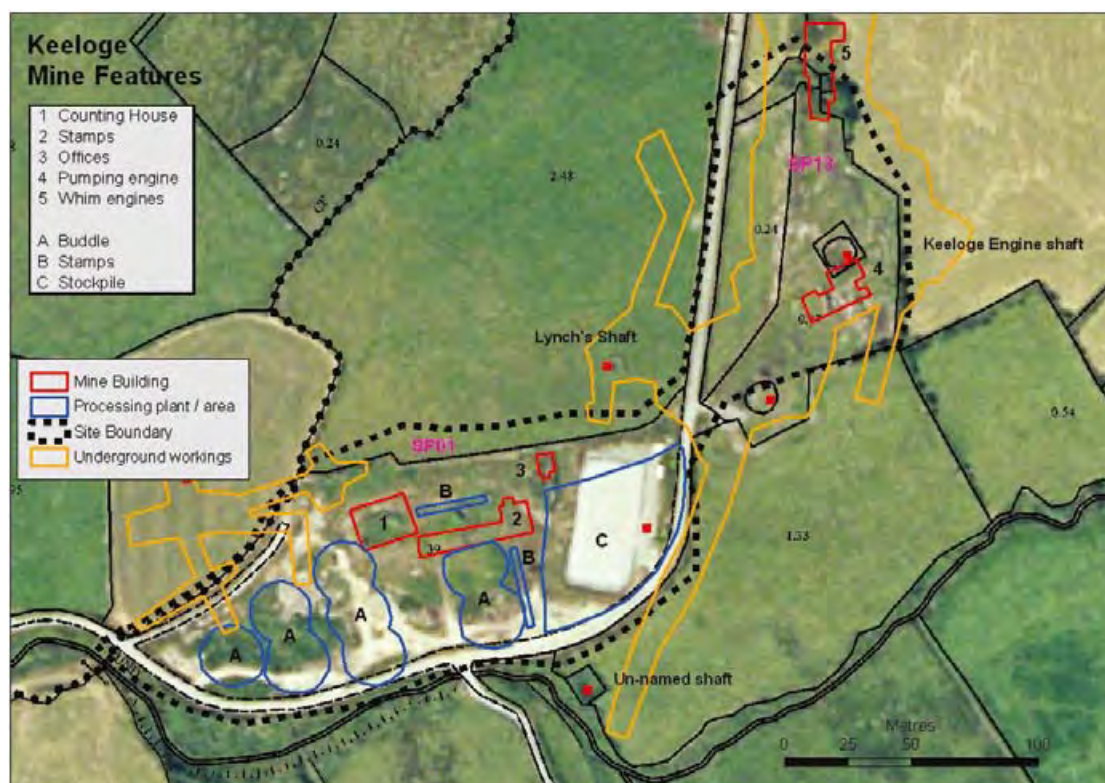 Keeloge
Mine Features
1 Counting House
2 Stamps
3 Offices
4 Pumping engine
5 Whim engines
A Buddle
B Stamps
C Stockpile
Mine Building
Processing plant / area
Site Boundary
Underground workings
5
SP13
0.24
2.48
0.24
Keeloge Engine shaft
4
Lynch's Shaft
0.54
SP01
3
B
1
2
39
C
1.33
B
A
A
A
A
Un-named shaft
Metres
0 25 50 100